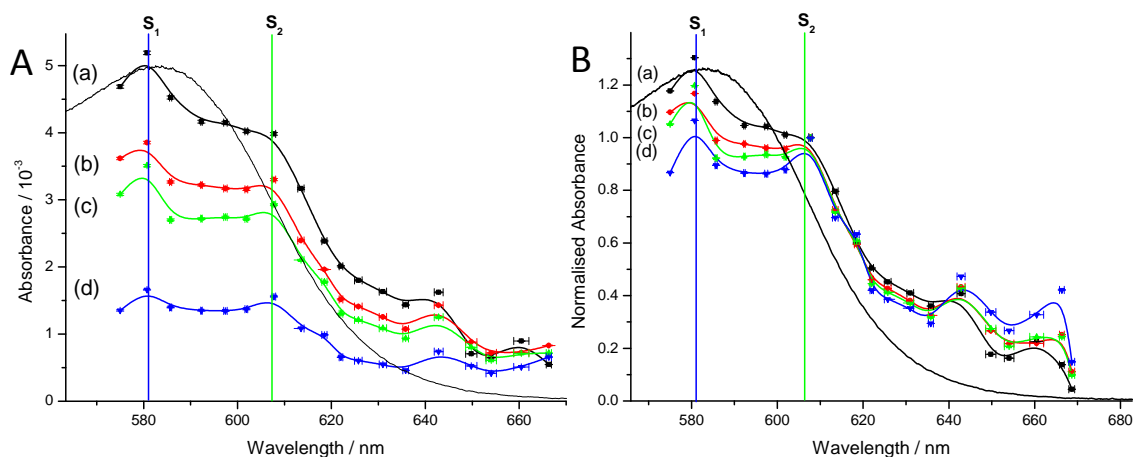 A
S₁ S₂
(a)
(b)
(c)
(d)
Absorbance / 10⁻³
5
4
3
2
1
0
580 600 620 640 660
Wavelength / nm
B
S₁ S₂
(a)
(b)
(c)
(d)
Normalised Absorbance
1.2
1.0
0.8
0.6
0.4
0.2
0.0
580 600 620 640 660 680
Wavelength / nm